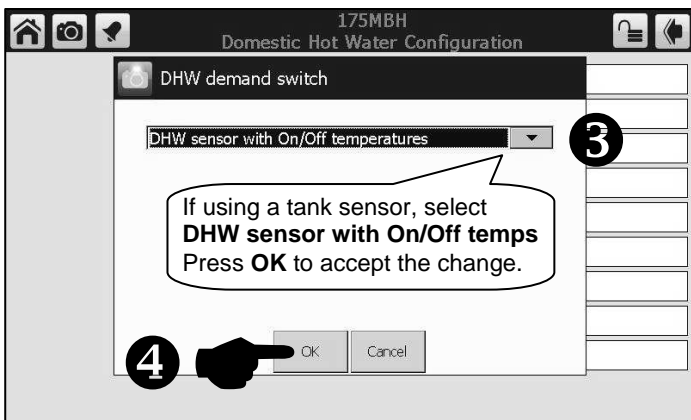 175MBH
Domestic Hot Water Configuration
DHW demand switch
DHW sensor with On/Off temperatures
3
If using a tank sensor, select
DHW sensor with On/Off temps
Press OK to accept the change.
4
OK Cancel